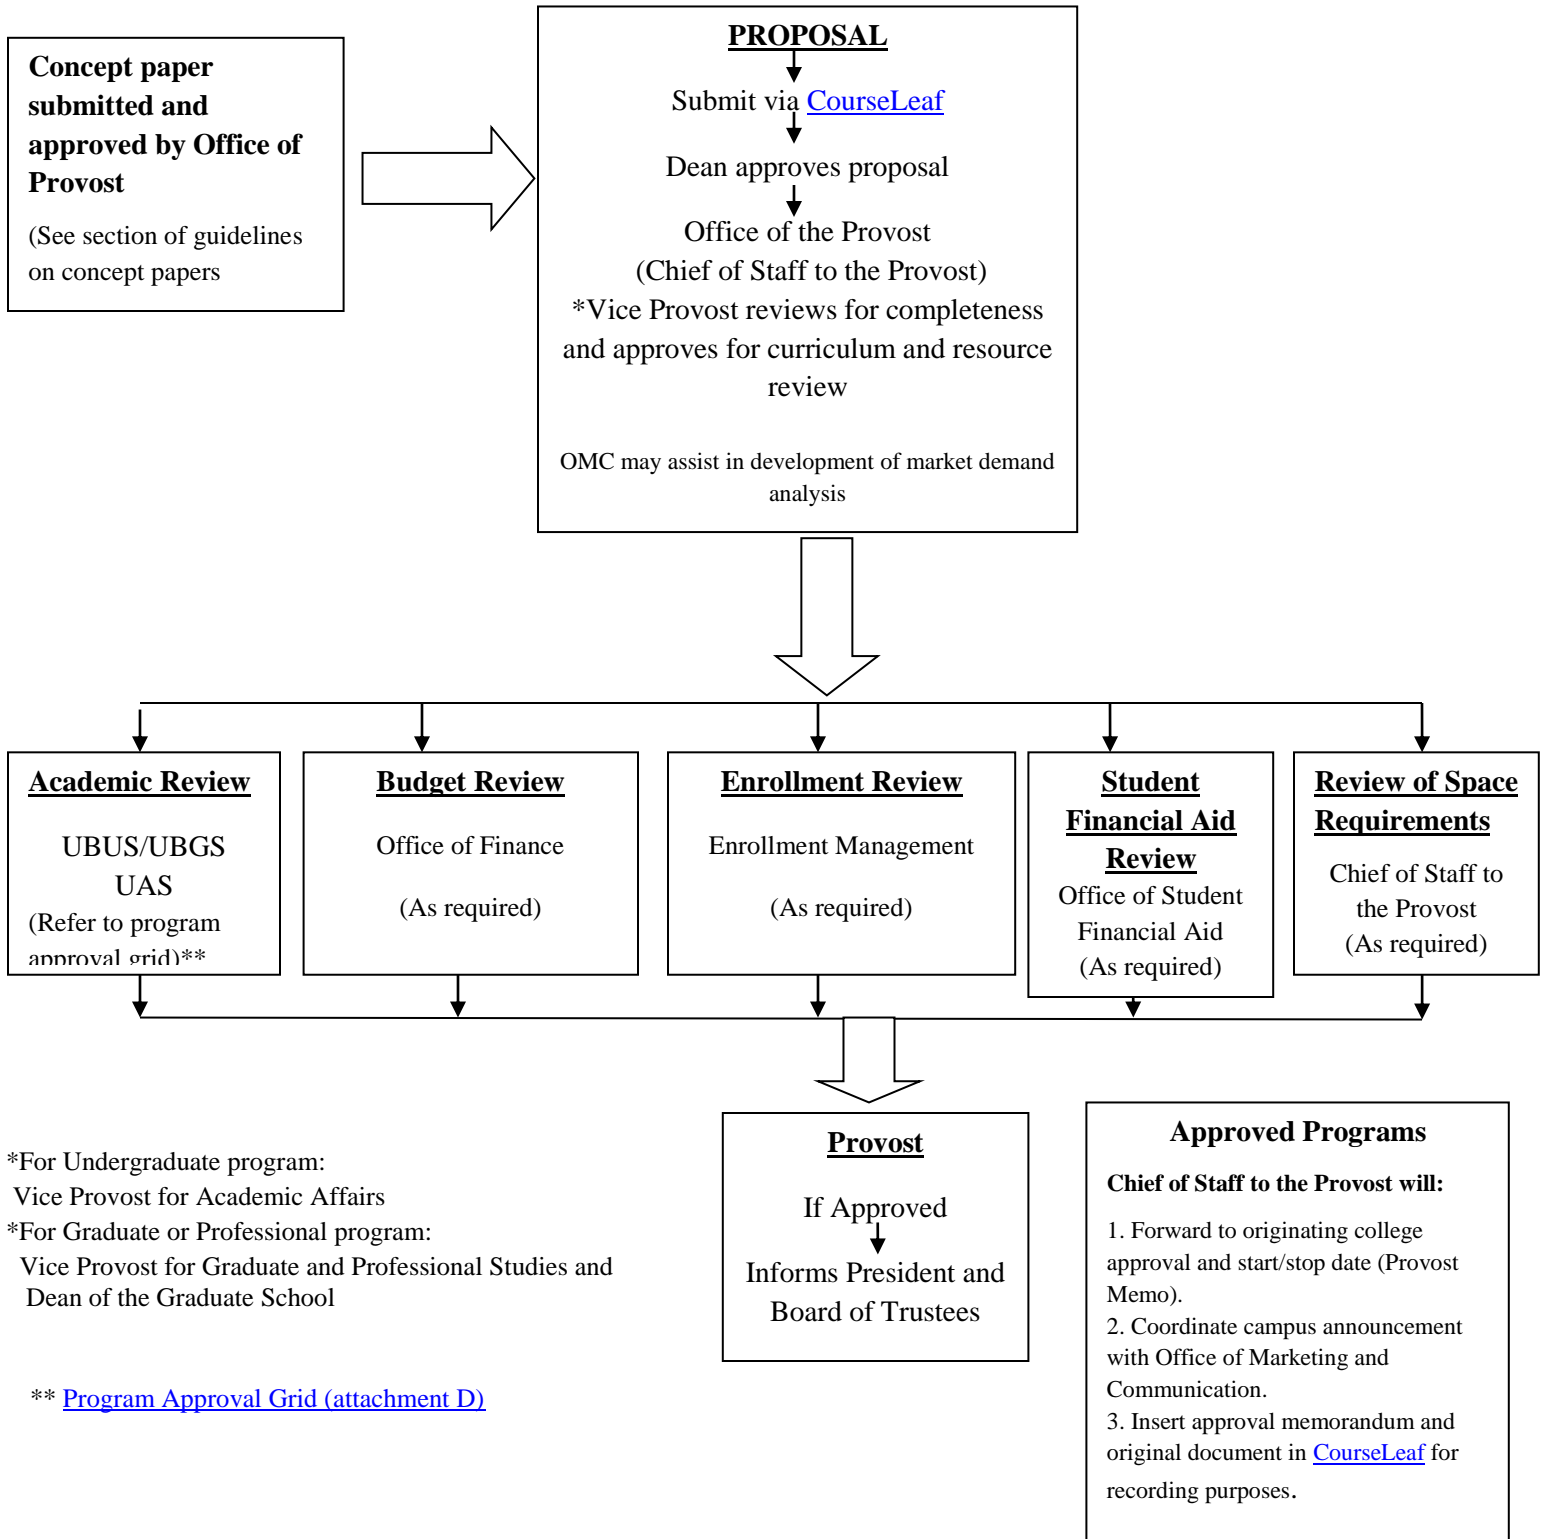 Concept paper
submitted and
approved by Office of
Provost
(See section of guidelines
on concept papers
PROPOSAL
Submit via CourseLeaf
Dean approves proposal
Office of the Provost
(Chief of Staff to the Provost)
*Vice Provost reviews for completeness
and approves for curriculum and resource
review
OMC may assist in development of market demand
analysis
Academic Review
UBUS/UBGS
UAS
(Refer to program
approval grid)**
Budget Review
Office of Finance
(As required)
Enrollment Review
Enrollment Management
(As required)
Student
Financial Aid
Review
Office of Student
Financial Aid
(As required)
Review of Space
Requirements
Chief of Staff to
the Provost
(As required)
*For Undergraduate program:
Vice Provost for Academic Affairs
*For Graduate or Professional program:
Vice Provost for Graduate and Professional Studies and
Dean of the Graduate School
** Program Approval Grid (attachment D)
Provost
If Approved
Informs President and
Board of Trustees
Approved Programs
Chief of Staff to the Provost will:
1. Forward to originating college
approval and start/stop date (Provost
Memo).
2. Coordinate campus announcement
with Office of Marketing and
Communication.
3. Insert approval memorandum and
original document in CourseLeaf for
recording purposes.